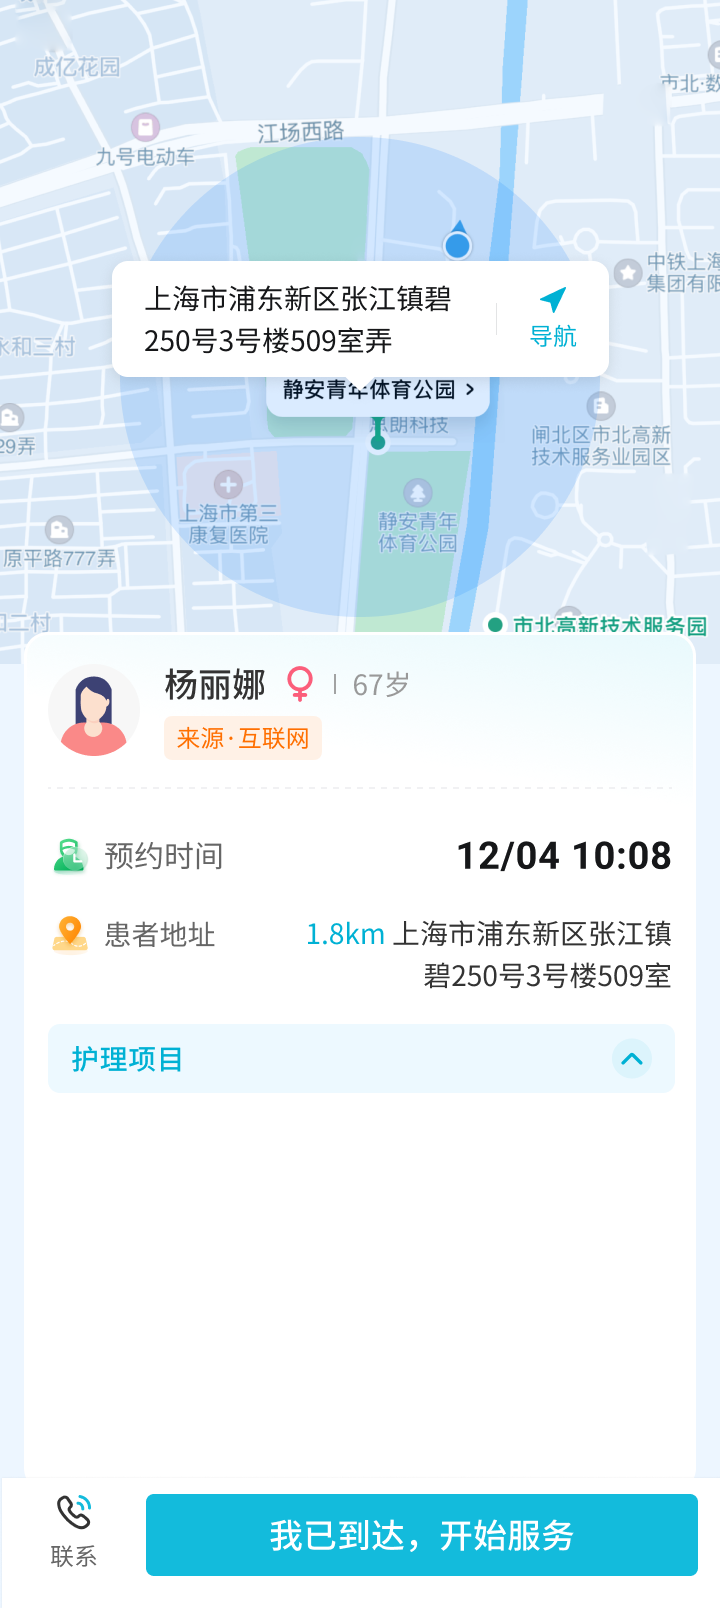 成亿花园
市北·数
江场西路
九号电动车
中铁上海
集团有限
上海市浦东新区张江镇碧
250号3号楼509室弄
导航
永和三村
静安青年体育公园
思朗科技
29弄
闸北区市北高新
技术服务业园区
上海市第三
康复医院
静安青年
体育公园
原平路777弄
和二村
市北高新技术服务园
杨丽娜
67岁
来源·互联网
预约时间
12/04 10:08
患者地址
1.8km 上海市浦东新区张江镇
碧250号3号楼509室
护理项目
联系
我已到达，开始服务